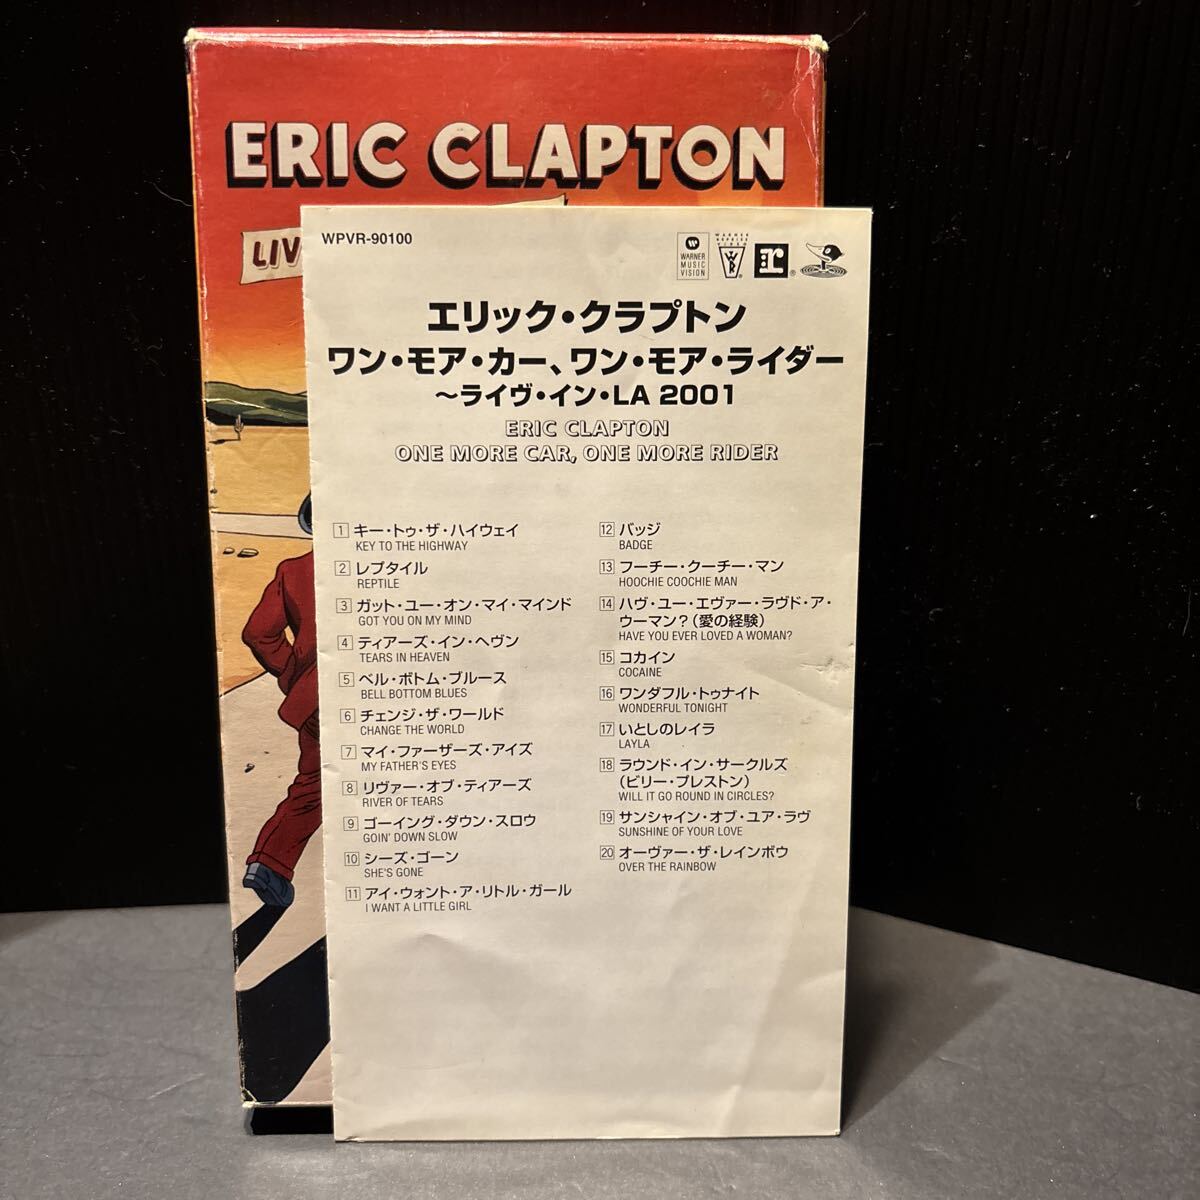 ERIC CLAPTON
LIV
WPVR-90100
WARNER
MUSIC
VISION
エリック・クラプトン
ワン・モア・カー、ワン・モア・ライダー
～ライヴ・イン・LA 2001
ERIC CLAPTON
ONE MORE CAR, ONE MORE RIDER
1 キー・トゥ・ザ・ハイウェイ
KEY TO THE HIGHWAY
2 レプタイル
REPTILE
3 ガット・ユー・オン・マイ・マインド
GOT YOU ON MY MIND
4 ティアーズ・イン・ヘヴン
TEARS IN HEAVEN
5 ベル・ボトム・ブルース
BELL BOTTOM BLUES
6 チェンジ・ザ・ワールド
CHANGE THE WORLD
7 マイ・ファーザーズ・アイズ
MY FATHER'S EYES
8 リヴァー・オブ・ティアーズ
RIVER OF TEARS
9 ゴーイング・ダウン・スロウ
GOIN' DOWN SLOW
10 シーズ・ゴーン
SHE'S GONE
11 アイ・ウォント・ア・リトル・ガール
I WANT A LITTLE GIRL
12 バッジ
BADGE
13 フーチー・クーチー・マン
HOOCHIE COOCHIE MAN
14 ハヴ・ユー・エヴァー・ラヴド・ア・
ウーマン？（愛の経験）
HAVE YOU EVER LOVED A WOMAN?
15 コカイン
COCAINE
16 ワンダフル・トゥナイト
WONDERFUL TONIGHT
17 いとしのレイラ
LAYLA
18 ラウンド・イン・サークルズ
（ビリー・プレストン）
WILL IT GO ROUND IN CIRCLES?
19 サンシャイン・オブ・ユア・ラヴ
SUNSHINE OF YOUR LOVE
20 オーヴァー・ザ・レインボウ
OVER THE RAINBOW